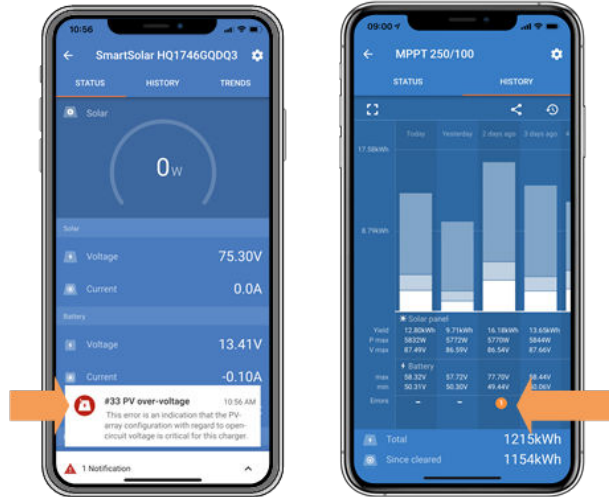 10:56
SmartSolar HQ1746GQDQ3
STATUS HISTORY TRENDS
Solar
0W
Solar
Voltage 75.30V
Current 0.0A
Battery
Voltage 13.41V
Current -0.10A
#33 PV over-voltage 10:56 AM
This error is an indication that the PV-
array configuration with regard to open-
circuit voltage is critical for this charger.
1 Notification
09:00
MPPT 250/100
STATUS HISTORY
Today Yesterday 2 days ago 3 days ago
17.58kWh
8.79kWh
Solar panel
Yield 12.80kWh 9.71kWh 16.18kWh 13.65kWh
P max 5832W 5772W 5770W 5844W
V max 87.49V 86.59V 86.54V 87.66V
Battery
max 58.32V 57.72V 77.70V 58.44V
min 50.31V 50.30V 49.44V 50.06V
Errors - - 1
Total 1215kWh
Since cleared 1154kWh